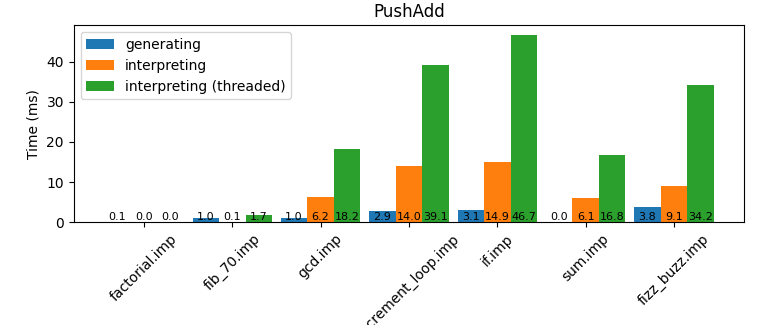 PushAdd
generating
interpreting
interpreting (threaded)
Time (ms)
40
30
20
10
0
0.1 0.0 0.0 1.0 0.1 1.7 1.0 6.2 18.2 2.9 14.0 39.1 3.1 14.9 46.7 0.0 6.1 16.8 3.8 9.1 34.2
factorial.imp
fib_70.imp
gcd.imp
crement_loop.imp
if.imp
sum.imp
fizz_buzz.imp